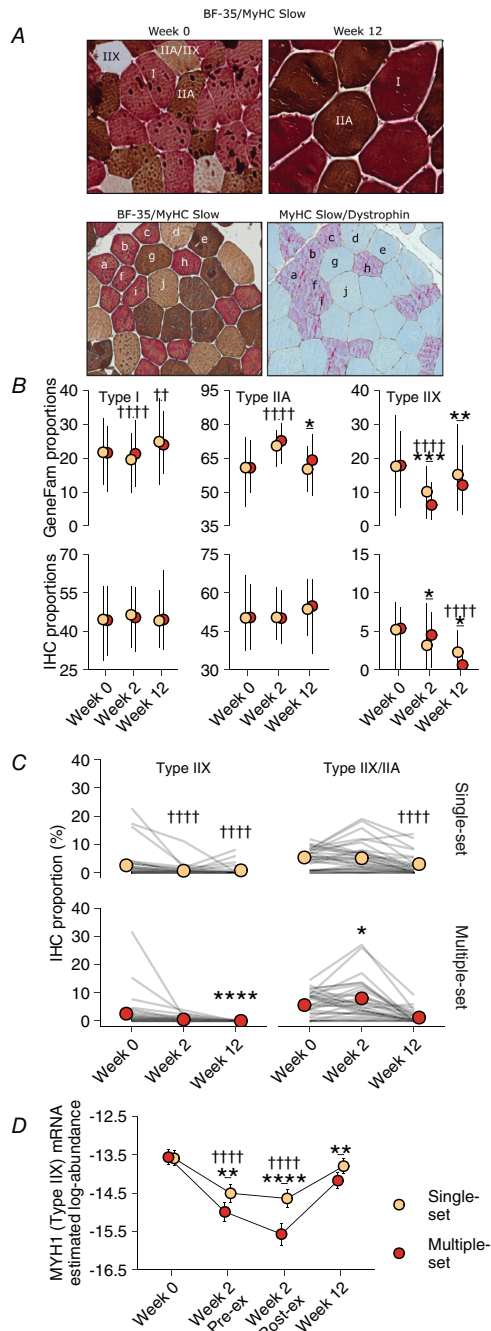 BF-35/MyHC Slow
A
Week 0
Week 12
IIX
IIA/IIX
I
IIA
I
IIA
BF-35/MyHC Slow
MyHC Slow/Dystrophin
a b c d e f g h i j
a b c d e f g h i j
B
Type I
Type IIA
Type IIX
GeneFam proportions
40
30
20
10
0
††††
††
75
65
55
45
††††
*
40
30
20
10
0
††††
***
**
IHC proportions
70
55
40
25
75
60
45
30
15
10
5
0
*
††††
*
Week 0 Week 2 Week 12
Week 0 Week 2 Week 12
Week 0 Week 2 Week 12
C
Type IIX
Type IIX/IIA
IHC proportion (%)
40
30
20
10
0
††††
††††
††††
Single-set
40
30
20
10
0
****
*
Multiple-set
Week 0 Week 2 Week 12
Week 0 Week 2 Week 12
D
MYH1 (Type IIX) mRNA
estimated log-abundance
-12.5
-13.5
-14.5
-15.5
-16.5
††††
**
††††
****
**
Week 0
Week 2
Pre-ex
Week 2
Post-ex
Week 12
Single-
set
Multiple-
set